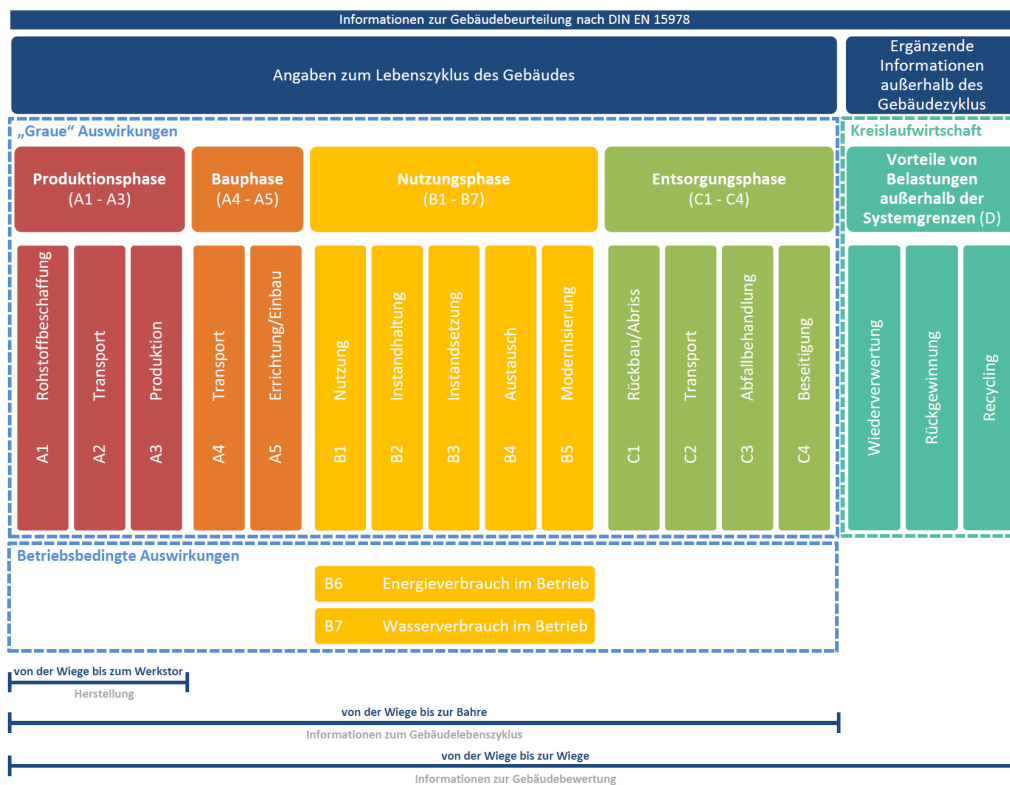 Informationen zur Gebäudebeurteilung nach DIN EN 15978
Angaben zum Lebenszyklus des Gebäudes
Ergänzende
Informationen
außerhalb des
Gebäudezyklus
„Graue“ Auswirkungen
Kreislaufwirtschaft
Produktionsphase
(A1 - A3)
Bauphase
(A4 - A5)
Nutzungsphase
(B1 - B7)
Entsorgungsphase
(C1 - C4)
Vorteile von
Belastungen
außerhalb der
Systemgrenzen (D)
A1 Rohstoffbeschaffung
A2 Transport
A3 Produktion
A4 Transport
A5 Errichtung/Einbau
B1 Nutzung
B2 Instandhaltung
B3 Instandsetzung
B4 Austausch
B5 Modernisierung
C1 Rückbau/Abriss
C2 Transport
C3 Abfallbehandlung
C4 Beseitigung
Wiederverwertung
Rückgewinnung
Recycling
Betriebsbedingte Auswirkungen
B6 Energieverbrauch im Betrieb
B7 Wasserverbrauch im Betrieb
von der Wiege bis zum Werkstor
Herstellung
von der Wiege bis zur Bahre
Informationen zum Gebäudelebenszyklus
von der Wiege bis zur Wiege
Informationen zur Gebäudebewertung